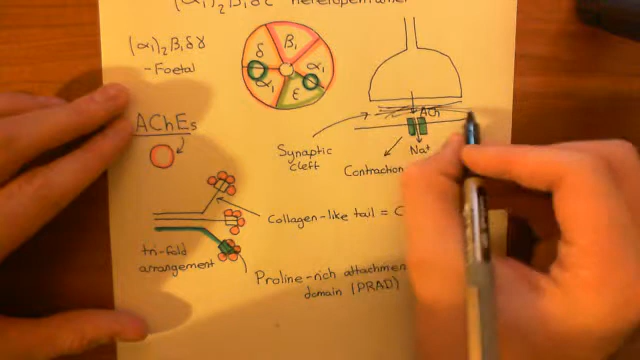 (α₁)₂β₁δε heteropentamer
(α₁)₂β₁δγ
- Foetal
δ
β₁
α₁
α₁
ε
AChEs
ACh
Synaptic
cleft
Na⁺
Contraction
Collagen-like tail = C
tri-fold
arrangement
Proline-rich attachmen
domain (PRAD)